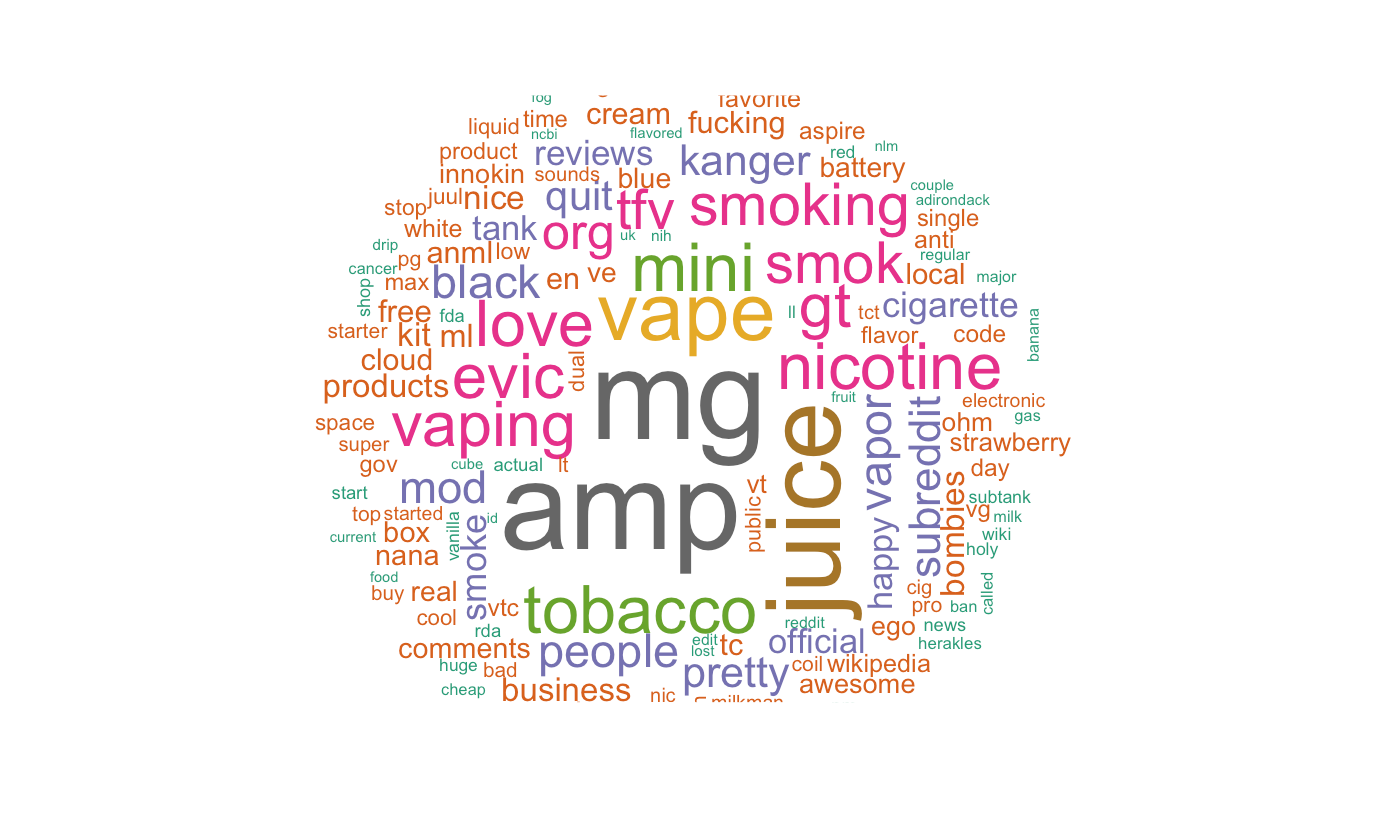 fog
favorite
time
cream
liquid
fucking
ncbi
flavored
aspire
product
reviews
kanger
red
nlm
innokin
sounds
blue
battery
couple
juul
nice
quit
tfv
smoking
adirondack
stop
single
white
tank
org
uk
nih
anti
drip
pg
anml
low
mini
smok
regular
cancer
max
black
en
ve
local
major
shop
free
fda
love
vape
ll
gt
tct
cigarette
starter
kit
ml
flavor
code
banana
cloud
evic
dual
mg
nicotine
products
fruit
electronic
space
vaping
juice
vapor
subreddit
ohm
gas
super
strawberry
gov
cube
actual
lt
day
start
mod
amp
vt
public
bombies
subtank
top
started
id
vg
milk
current
box
vanilla
smoke
happy
wiki
nana
holy
food
buy
real
cig
called
cool
vtc
tobacco
pro
ban
rda
reddit
ego
news
comments
people
edit
lost
tc
official
herakles
huge
bad
pretty
coil
wikipedia
cheap
business
nic
awesome
milkman